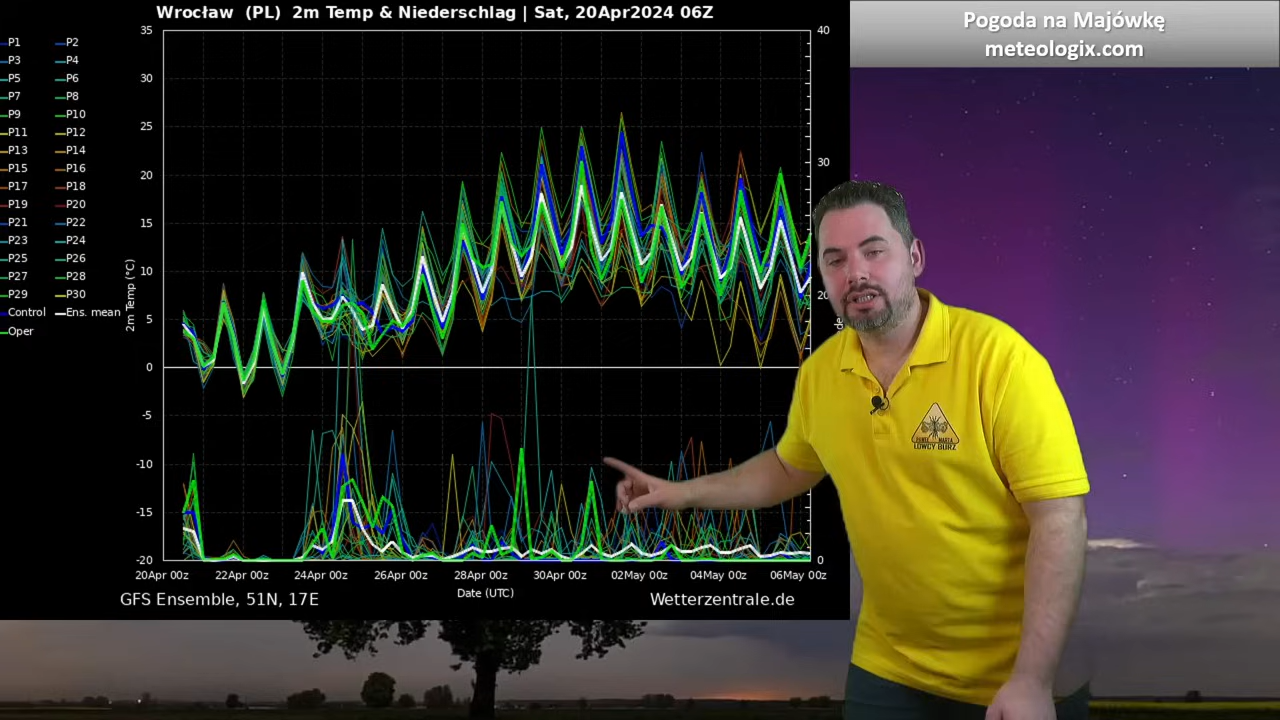 Wrocław (PL) 2m Temp & Niederschlag | Sat, 20Apr2024 06Z
Pogoda na Majówkę
meteologix.com
P1 P2
P3 P4
P5 P6
P7 P8
P9 P10
P11 P12
P13 P14
P15 P16
P17 P18
P19 P20
P21 P22
P23 P24
P25 P26
P27 P28
P29 P30
Control Ens. mean
Oper
2m Temp (°C)
35
30
25
20
15
10
5
0
-5
-10
-15
-20
40
30
20
0
20Apr 00z 22Apr 00z 24Apr 00z 26Apr 00z 28Apr 00z 30Apr 00z 02May 00z 04May 00z 06May 00z
Date (UTC)
GFS Ensemble, 51N, 17E
Wetterzentrale.de
ŁOWCY BURZ